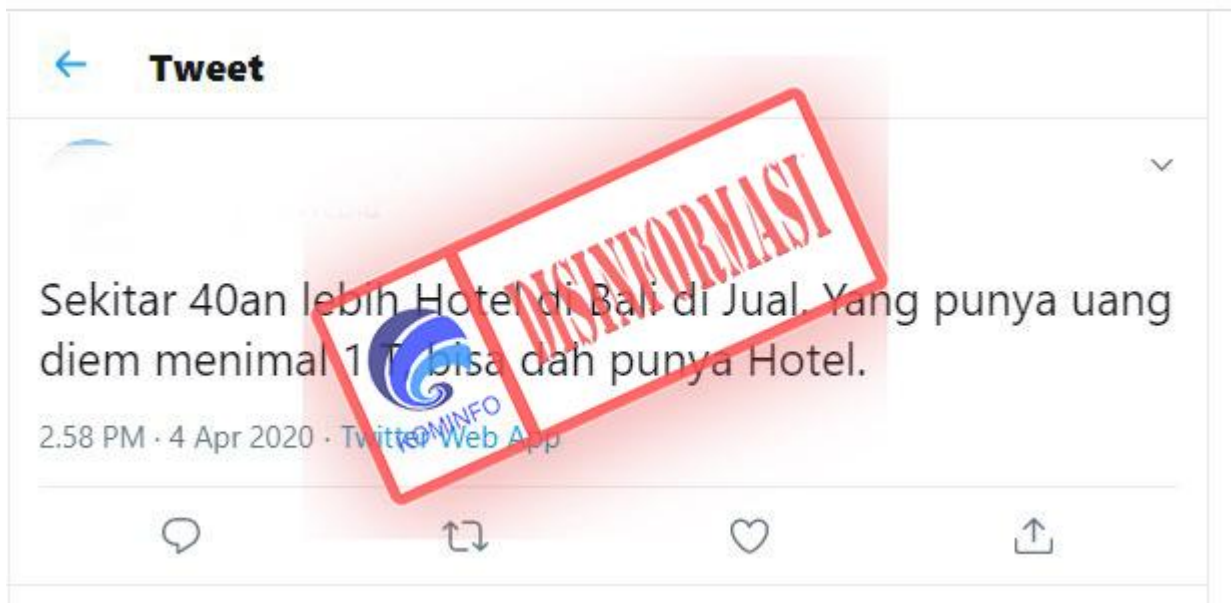 Tweet
Sekitar 40an lebih Hotel di Bali di Jual. Yang punya uang
diem menimal 1 T bisa dah punya Hotel.
2.58 PM · 4 Apr 2020 · Twitter Web App
DISINFORMASI
KOMINFO